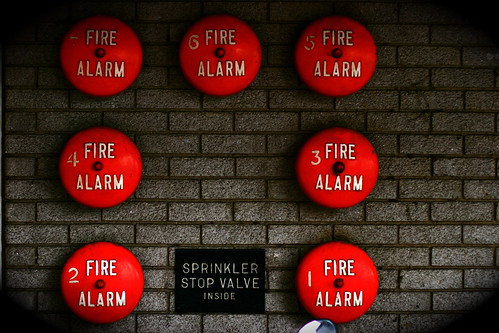 FIRE
ALARM
6 FIRE
ALARM
5 FIRE
ALARM
4 FIRE
ALARM
3 FIRE
ALARM
2 FIRE
ALARM
SPRINKLER
STOP VALVE
INSIDE
1 FIRE
ALARM